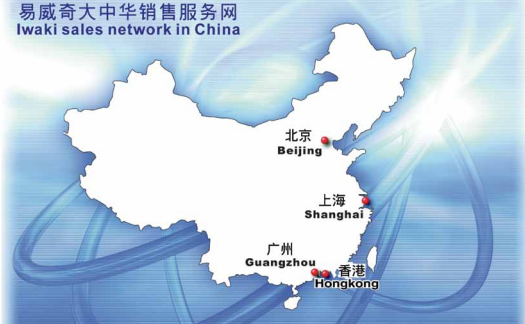 易威奇大中华销售服务网
Iwaki sales network in China
北京
Beijing
上海
Shanghai
广州
Guangzhou
香港
Hongkong